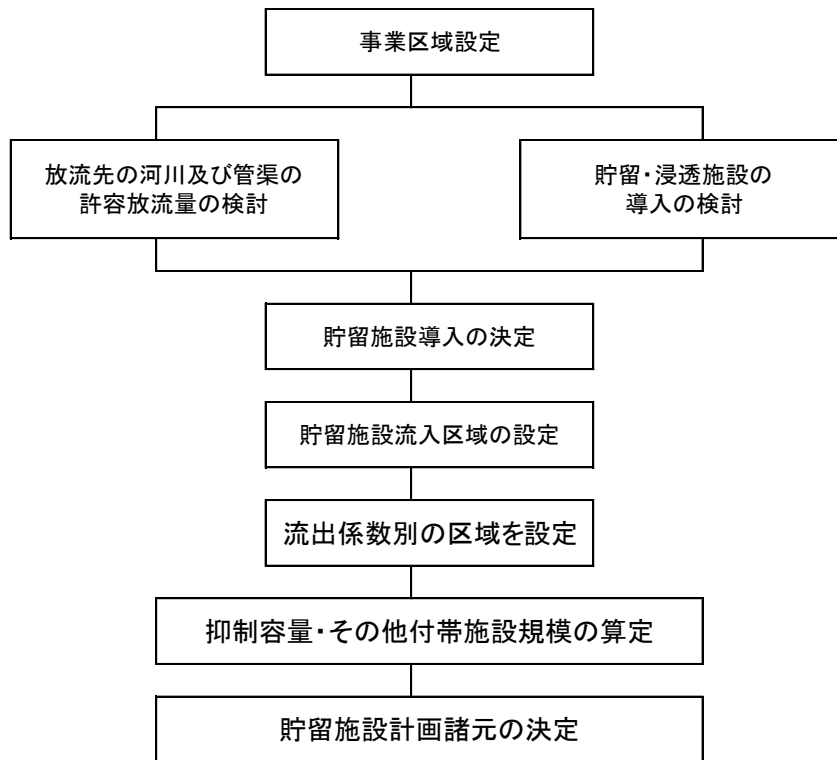 事業区域設定
放流先の河川及び管渠の
許容放流量の検討
貯留・浸透施設の
導入の検討
貯留施設導入の決定
貯留施設流入区域の設定
流出係数別の区域を設定
抑制容量・その他付帯施設規模の算定
貯留施設計画諸元の決定